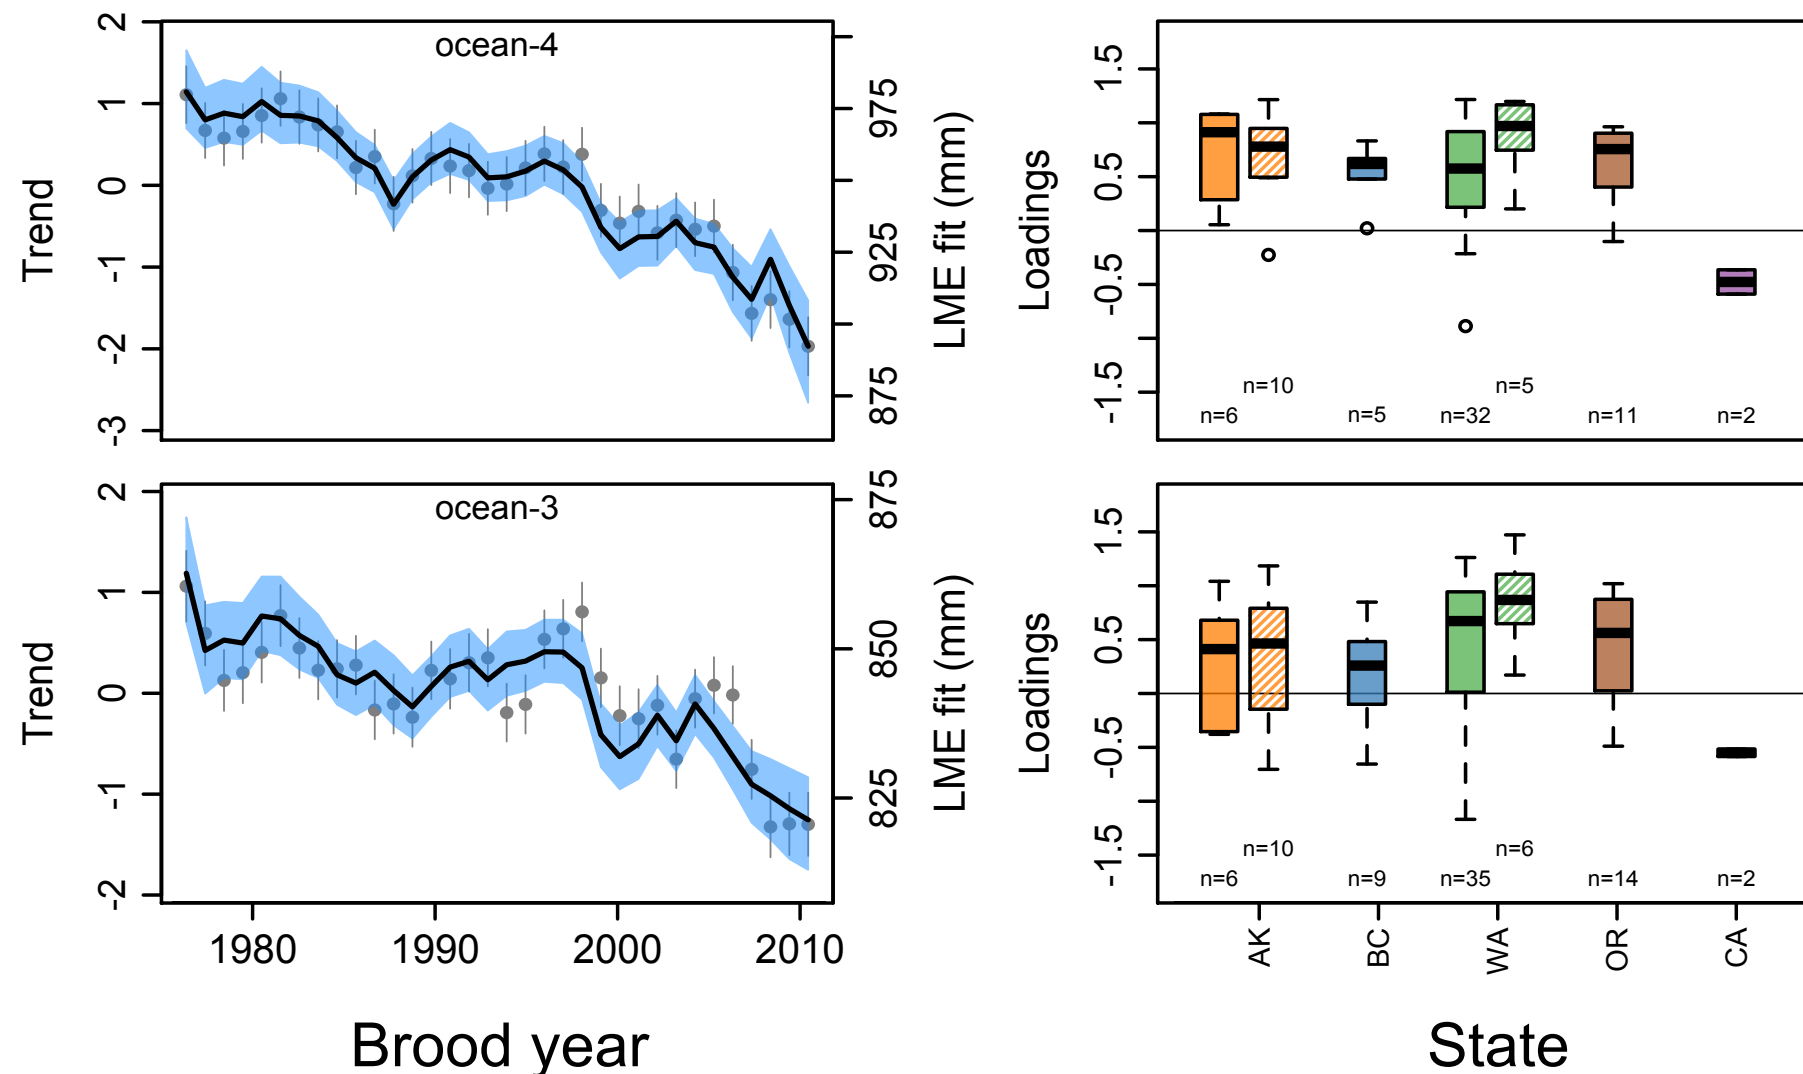 ocean-4
2
1
0
-1
-2
-3
Trend
975
925
875
LME fit (mm)
1.5
0.5
-0.5
-1.5
Loadings
n=10
n=5
n=6
n=5
n=32
n=11
n=2
ocean-3
2
1
0
-1
-2
Trend
875
850
825
LME fit (mm)
1980
1990
2000
2010
Brood year
1.5
0.5
-0.5
-1.5
Loadings
n=10
n=6
n=6
n=9
n=35
n=14
n=2
AK
BC
WA
OR
CA
State